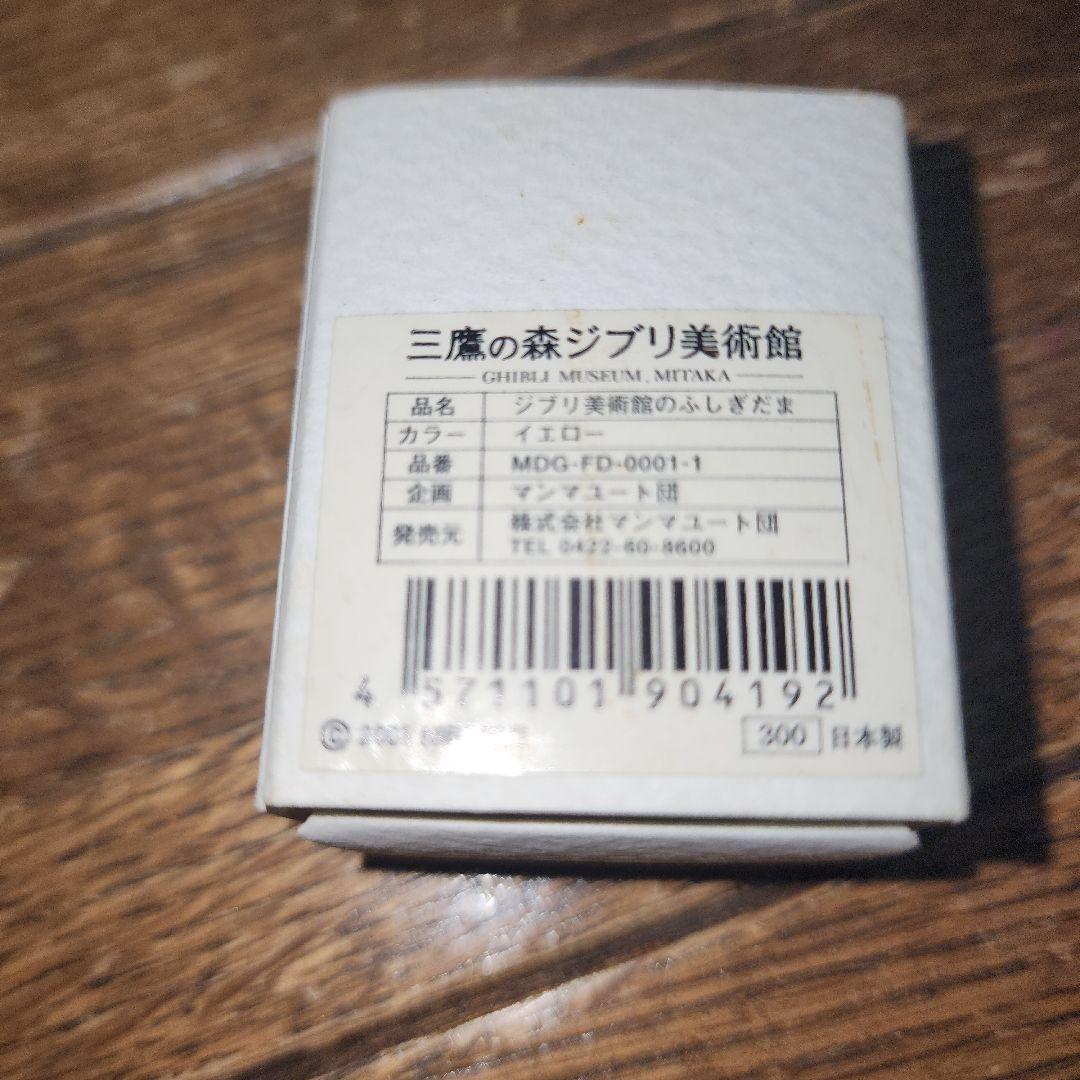 三鷹の森ジブリ美術館
GHIBLI MUSEUM, MITAKA
品名 ジブリ美術館のふしぎだま
カラー イエロー
品番 MDG-FD-0001-1
企画 マンマユート団
発売元 株式会社マンマユート団
TEL 0422-60-8600
4 571101 904192
©
300 日本製